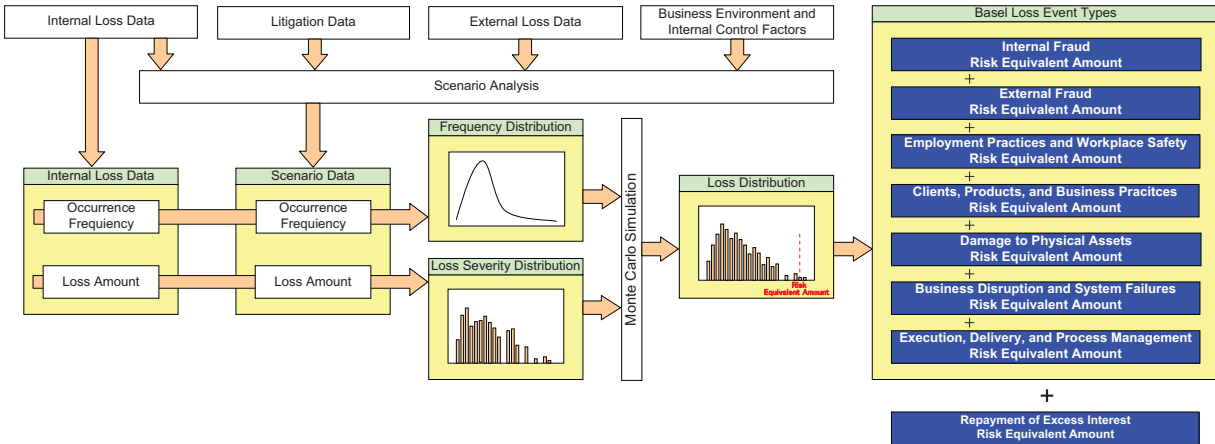 Internal Loss Data
Litigation Data
External Loss Data
Business Environment and
Internal Control Factors
Scenario Analysis
Internal Loss Data
Occurrence
Frequiency
Loss Amount
Scenario Data
Occurrence
Frequiency
Loss Amount
Frequency Distribution
Loss Severity Distribution
Monte Carlo Simulation
Loss Distribution
Risk
Equivalent Amount
Basel Loss Event Types
Internal Fraud
Risk Equivalent Amount
+
External Fraud
Risk Equivalent Amount
+
Employment Practices and Workplace Safety
Risk Equivalent Amount
+
Clients, Products, and Business Pracitces
Risk Equivalent Amount
+
Damage to Physical Assets
Risk Equivalent Amount
+
Business Disruption and System Failures
Risk Equivalent Amount
+
Execution, Delivery, and Process Management
Risk Equivalent Amount
+
Repayment of Excess Interest
Risk Equivalent Amount